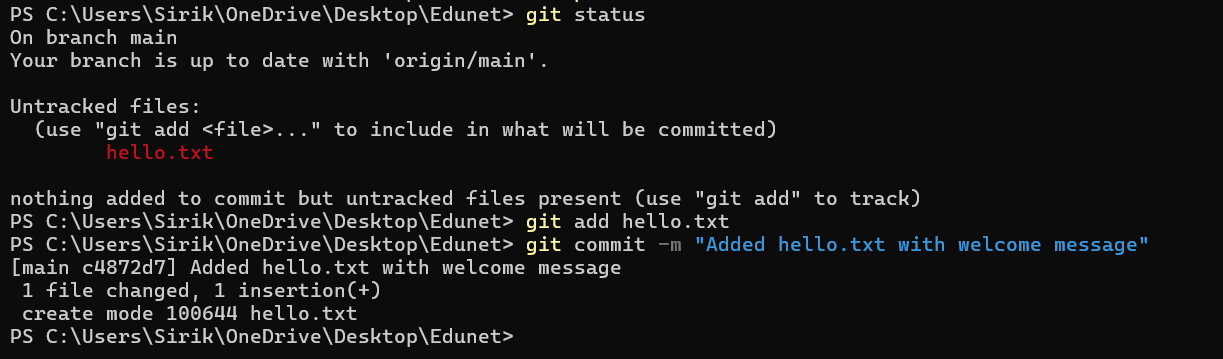 PS C:\Users\Sirik\OneDrive\Desktop\Edunet> git status
On branch main
Your branch is up to date with 'origin/main'.
Untracked files:
  (use "git add <file>..." to include in what will be committed)
        hello.txt
nothing added to commit but untracked files present (use "git add" to track)
PS C:\Users\Sirik\OneDrive\Desktop\Edunet> git add hello.txt
PS C:\Users\Sirik\OneDrive\Desktop\Edunet> git commit -m "Added hello.txt with welcome message"
[main c4872d7] Added hello.txt with welcome message
 1 file changed, 1 insertion(+)
 create mode 100644 hello.txt
PS C:\Users\Sirik\OneDrive\Desktop\Edunet>